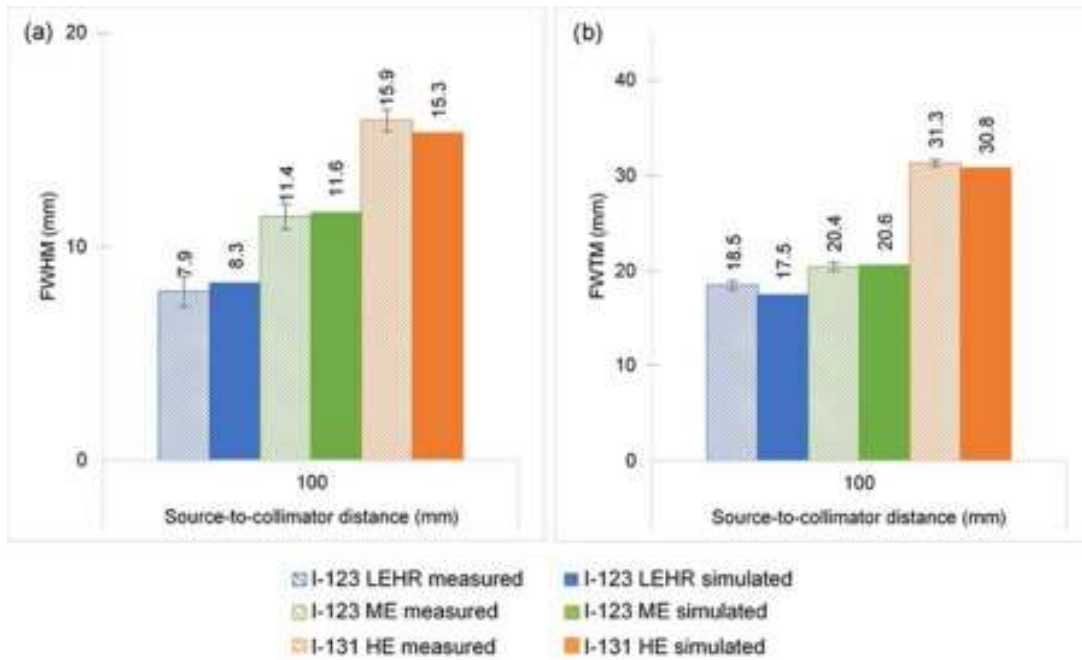 (a)
20
10
0
FWHM (mm)
7.9
8.3
11.4
11.6
15.9
15.3
100
Source-to-collimator distance (mm)
(b)
40
30
20
10
0
FWTM (mm)
18.5
17.5
20.4
20.6
31.3
30.8
100
Source-to-collimator distance (mm)
I-123 LEHR measured
I-123 LEHR simulated
I-123 ME measured
I-123 ME simulated
I-131 HE measured
I-131 HE simulated